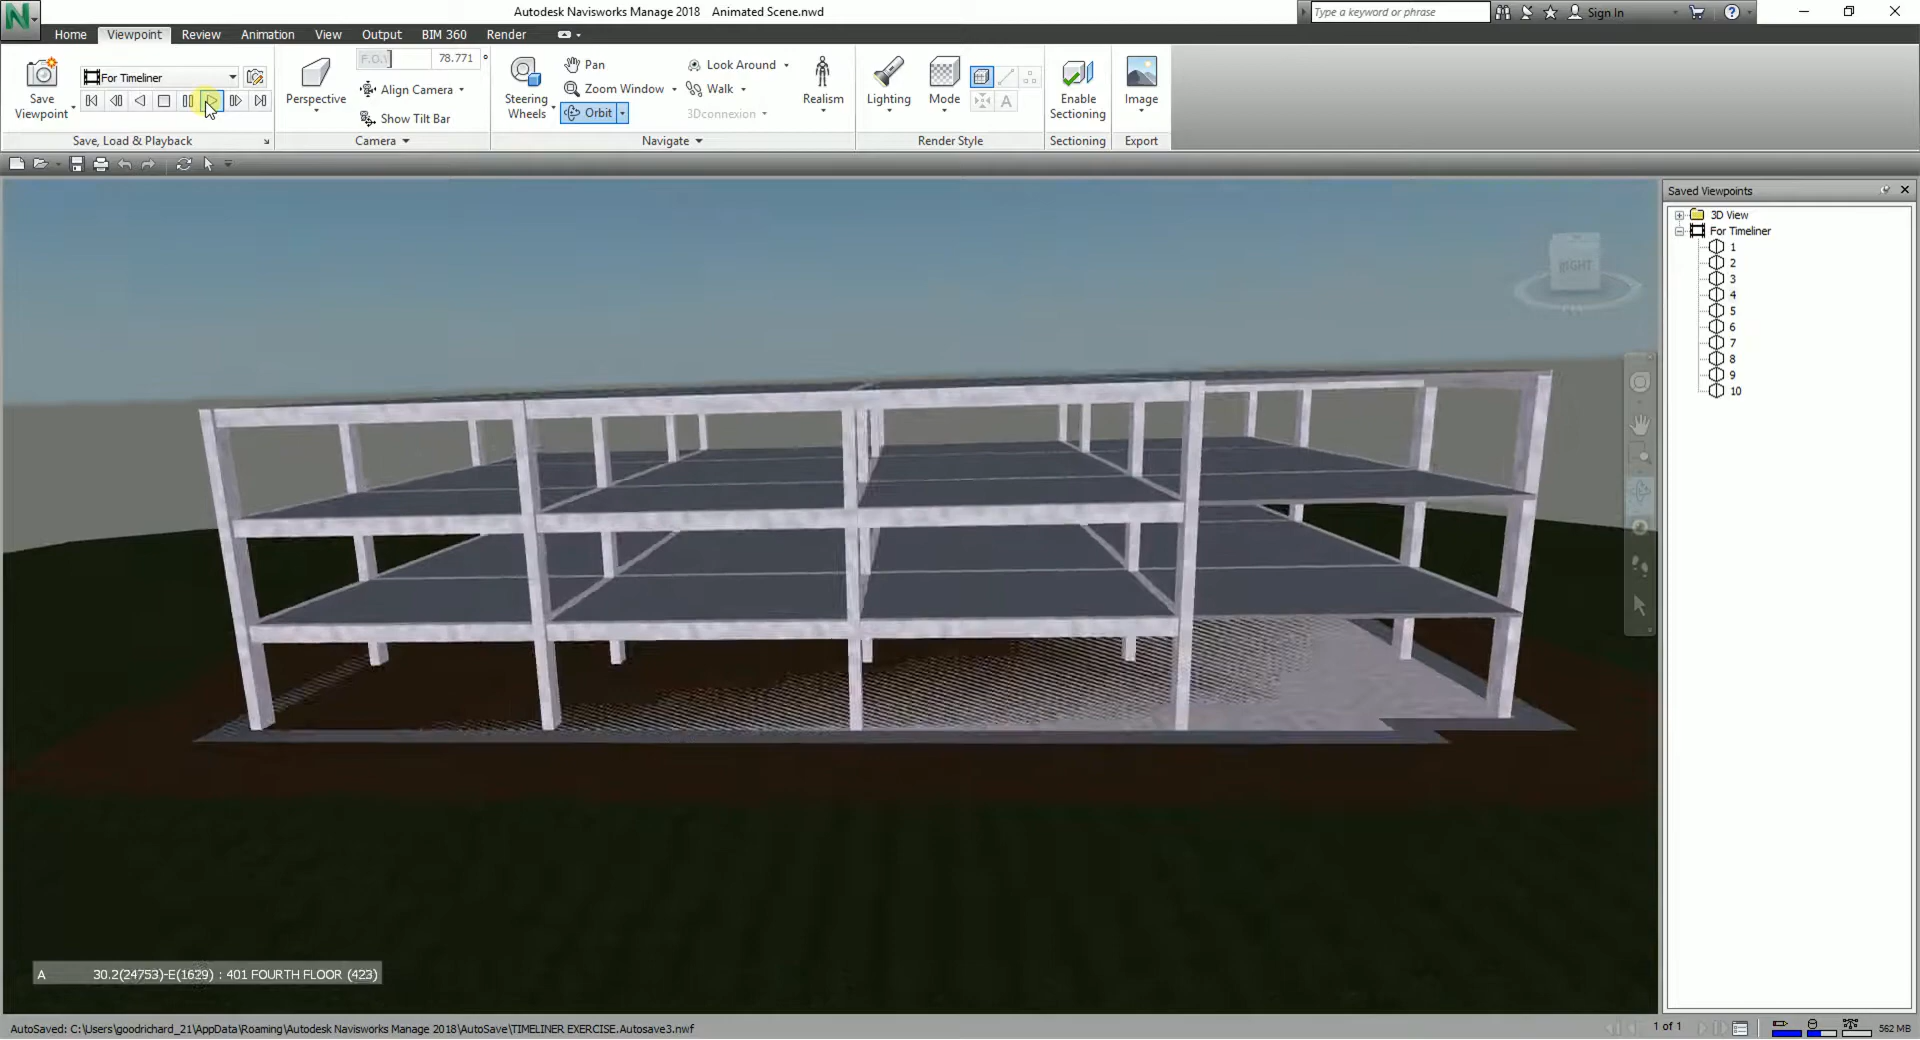 Autodesk Navisworks Manage 2018 Animated Scene.nwd
Type a keyword or phrase
Sign In
Home Viewpoint Review Animation View Output BIM 360 Render
Save Viewpoint
For Timeliner
Save, Load & Playback
Perspective
78.771 °
Align Camera
Show Tilt Bar
Camera
Steering Wheels
Pan
Zoom Window
Orbit
Look Around
Walk
3Dconnexion
Navigate
Realism
Lighting
Mode
A
Render Style
Enable Sectioning
Sectioning
Image
Export
RIGHT
Saved Viewpoints
3D View
For Timeliner
1
2
3
4
5
6
7
8
9
10
A 30.2(24753)-E(1629) : 401 FOURTH FLOOR (423)
AutoSaved: C:\Users\goodrichard_21\AppData\Roaming\Autodesk Navisworks Manage 2018\AutoSave\TIMELINER EXERCISE.Autosave3.nwf
1 of 1
562 MB